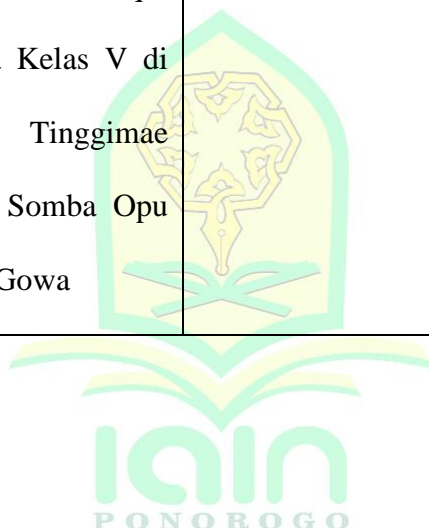 Kelas V di
Tinggimae
Somba Opu
Gowa
iain
PONOROGO